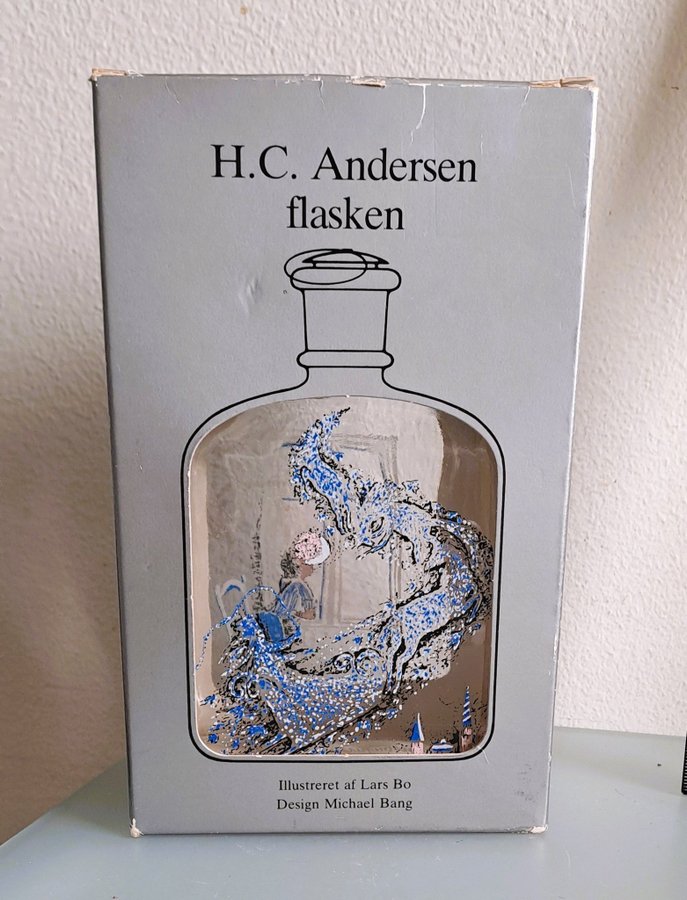 H.C. Andersen
flasken
Illustreret af Lars Bo
Design Michael Bang